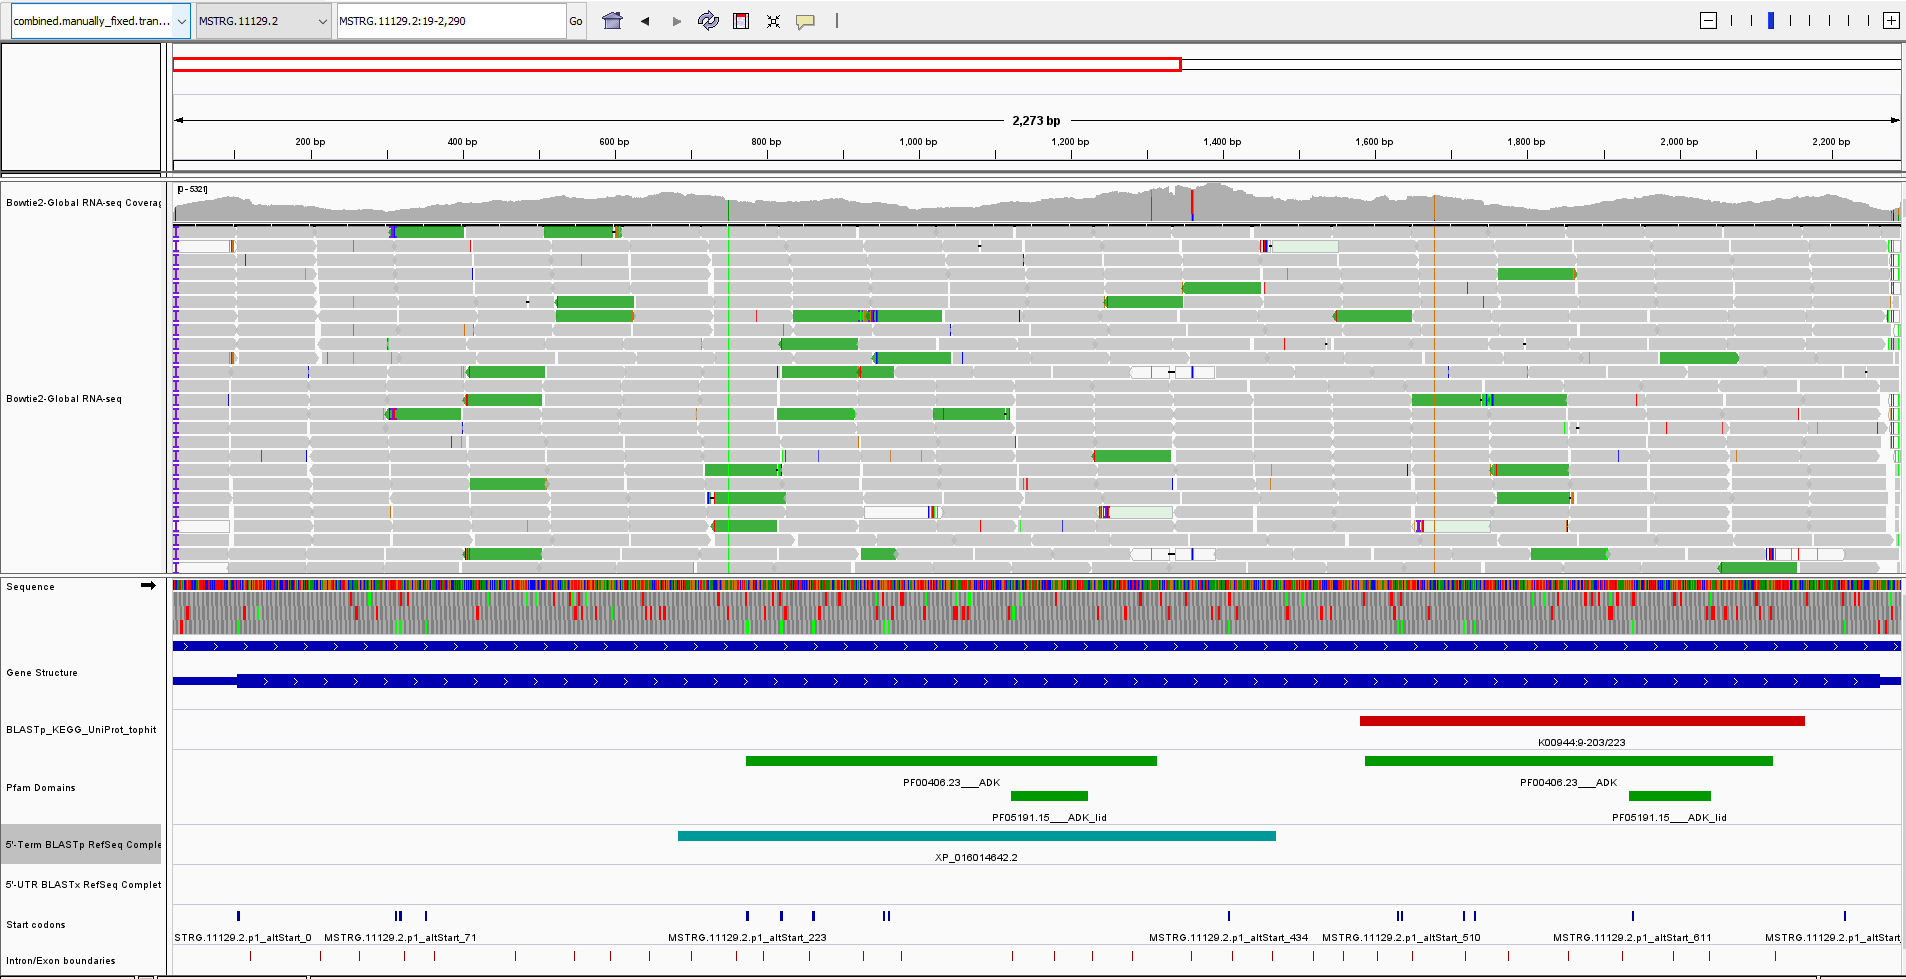 combined.manually_fixed.tran... MSTRG.11129.2 MSTRG.11129.2:19-2,290 Go
2,273 bp
200 bp 400 bp 600 bp 800 bp 1,000 bp 1,200 bp 1,400 bp 1,600 bp 1,800 bp 2,000 bp 2,200 bp
[0 - 5321]
Bowtie2-Global RNA-seq Coverag
Bowtie2-Global RNA-seq
Sequence
Gene Structure
BLASTp_KEGG_UniProt_tophit
K00944:9-203/223
Pfam Domains
PF00406.23___ADK PF00406.23___ADK
PF05191.15___ADK_lid PF05191.15___ADK_lid
5'-Term BLASTp RefSeq Comple
XP_016014642.2
5'-UTR BLASTx RefSeq Complet
Start codons
STRG.11129.2.p1_altStart_0 MSTRG.11129.2.p1_altStart_71 MSTRG.11129.2.p1_altStart_223 MSTRG.11129.2.p1_altStart_434 MSTRG.11129.2.p1_altStart_510 MSTRG.11129.2.p1_altStart_611 MSTRG.11129.2.p1_altStart
Intron/Exon boundaries